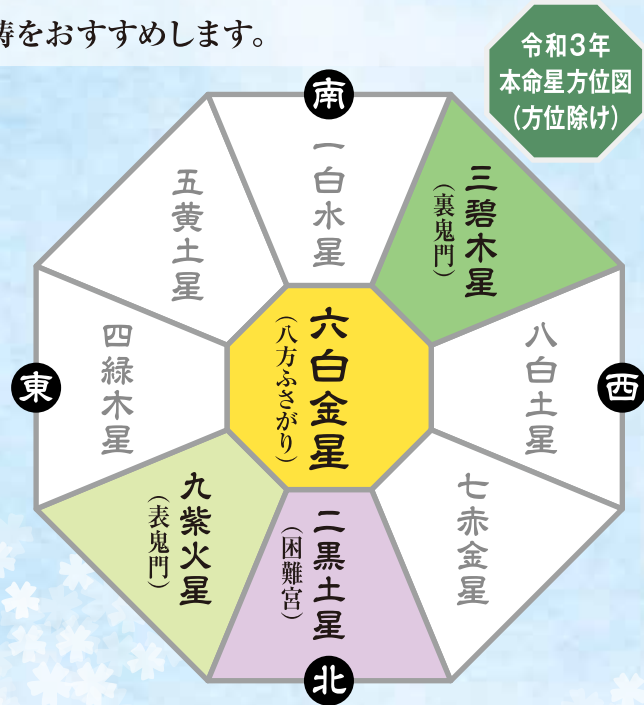 祷をおすすめします。
令和3年
本命星方位図
（方位除け）
南
一白水星
三碧木星
（裏鬼門）
五黄土星
六白金星
（八方ふさがり）
八白土星
西
四緑木星
東
七赤金星
九紫火星
（表鬼門）
二黒土星
（困難宮）
北